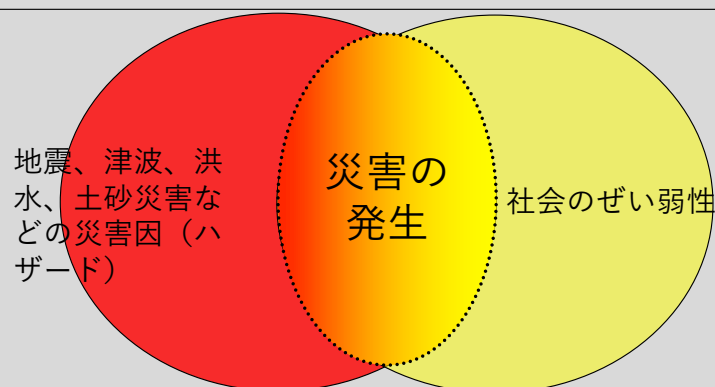 地震、津波、洪
水、土砂災害な
どの災害因（ハ
ザード）
災害の
発生
社会のぜい弱性